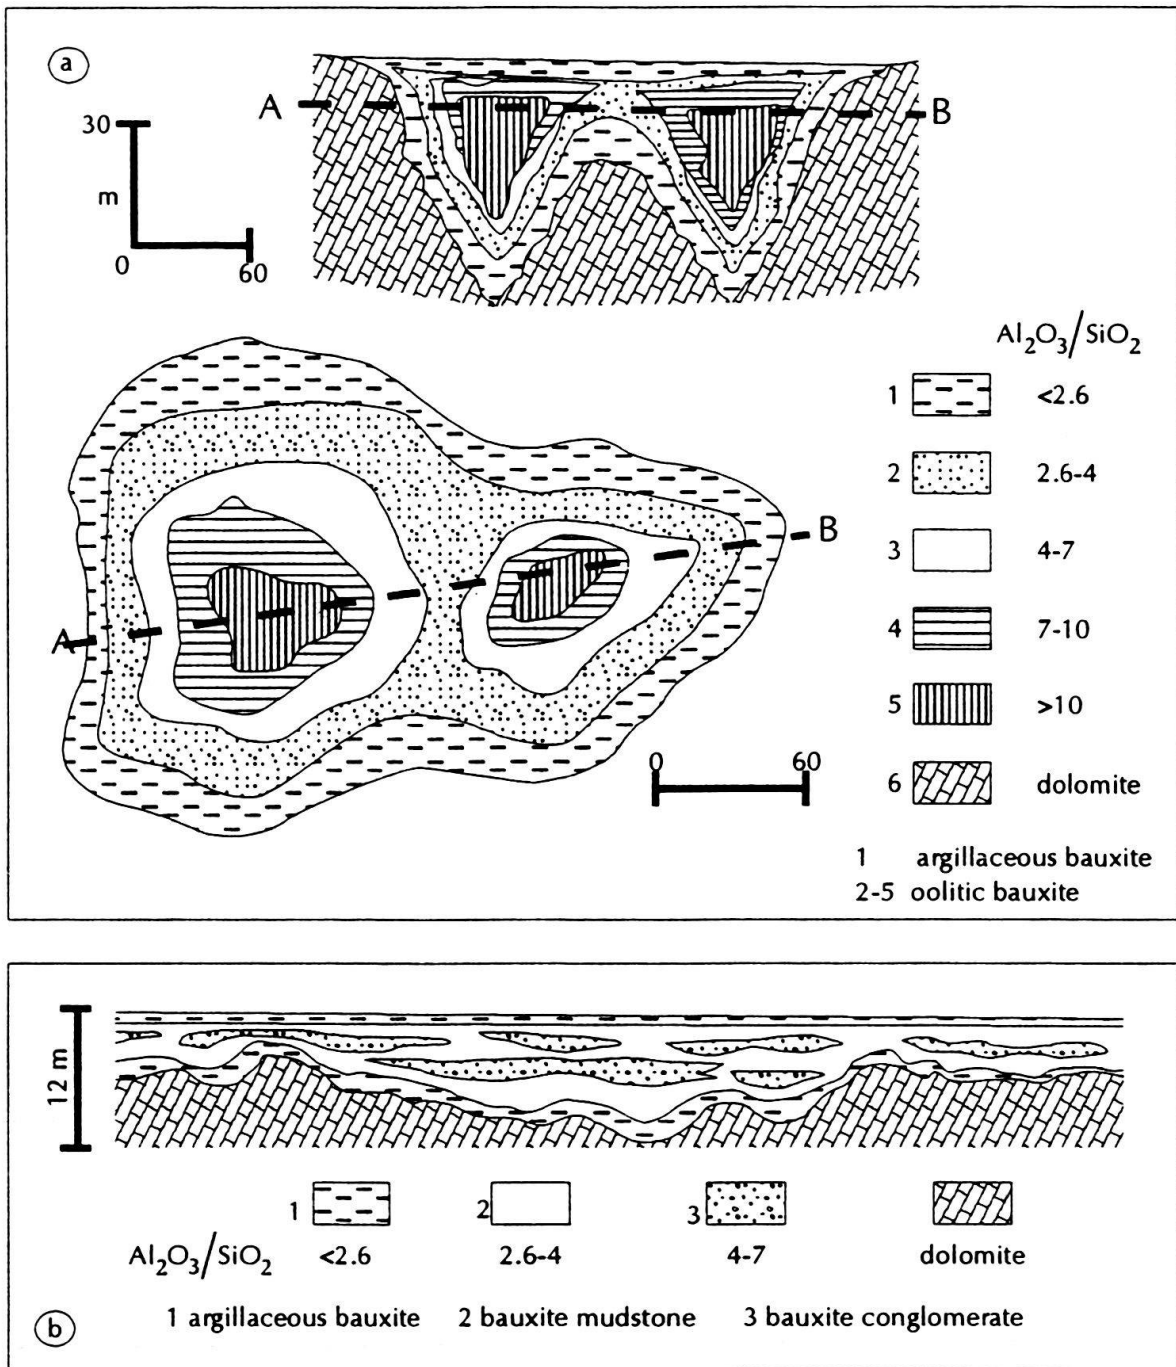 a
A
B
30
m
0
60
Al₂O₃/SiO₂
1 <2.6
2 2.6-4
3 4-7
4 7-10
5 >10
6 dolomite
A
B
0 60
1 argillaceous bauxite
2-5 oolitic bauxite
12 m
1 2 3
Al₂O₃/SiO₂ <2.6 2.6-4 4-7 dolomite
1 argillaceous bauxite 2 bauxite mudstone 3 bauxite conglomerate
b